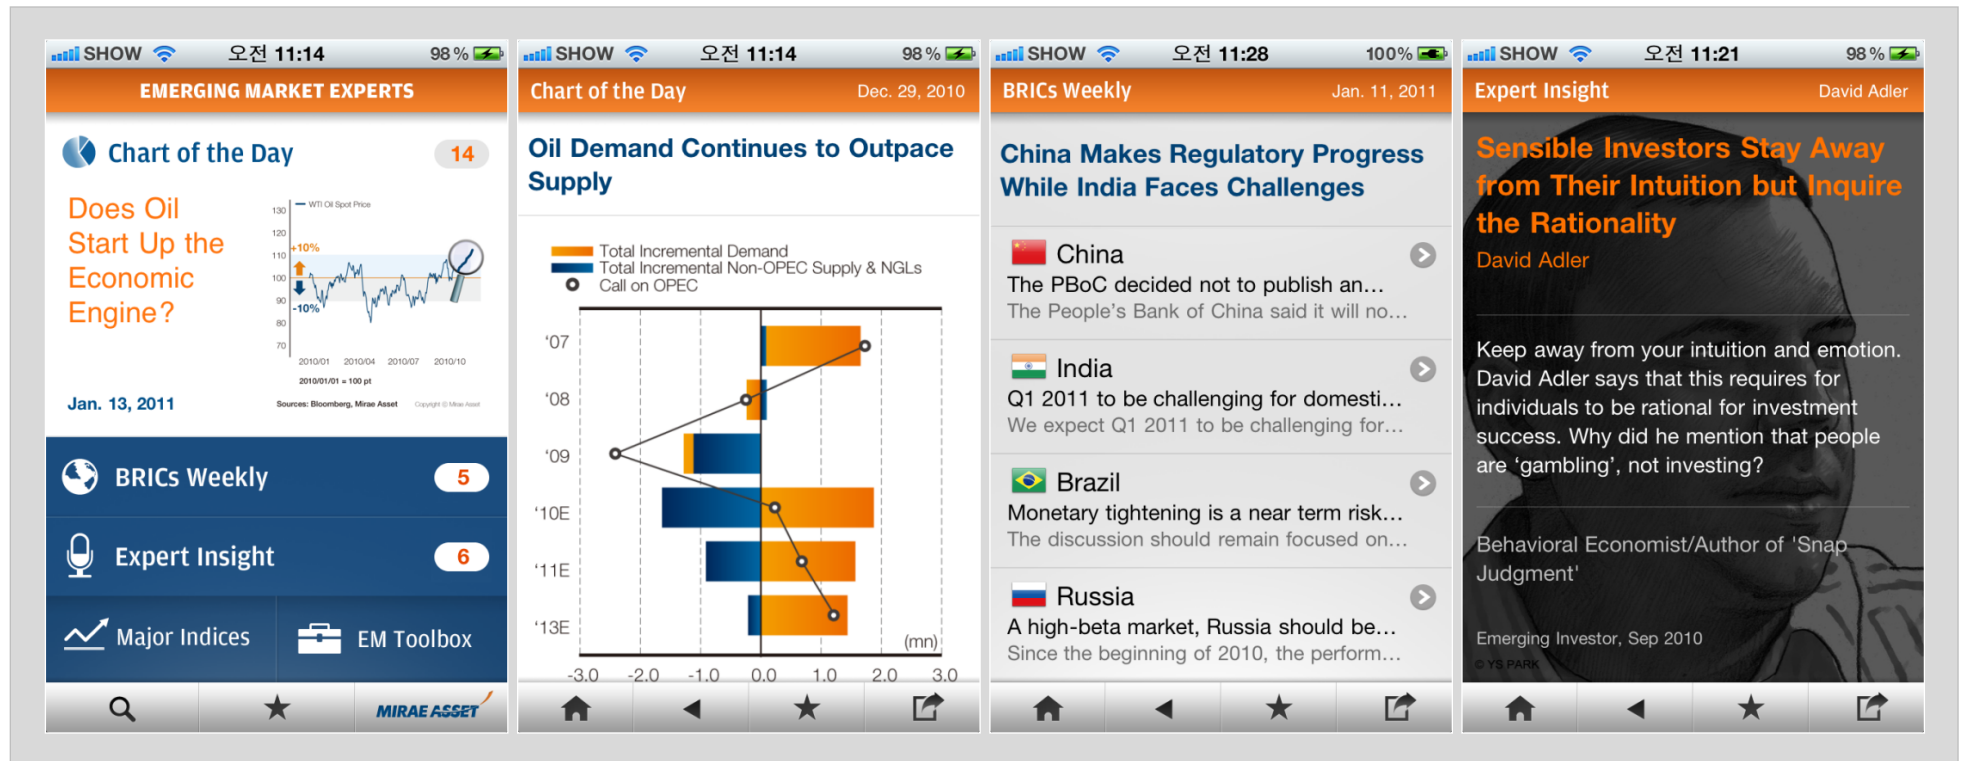 SHOW 오전 11:14 98%
EMERGING MARKET EXPERTS
Chart of the Day 14
Does Oil
Start Up the
Economic
Engine?
WTI Oil Spot Price
130
120
+10%
110
100
90
-10%
80
70
2010/01 2010/04 2010/07 2010/10
2010/01/01 = 100 pt
Jan. 13, 2011
Sources: Bloomberg, Mirae Asset Copyright © Mirae Asset
BRICs Weekly 5
Expert Insight 6
Major Indices EM Toolbox
MIRAE ASSET
SHOW 오전 11:14 98%
Chart of the Day Dec. 29, 2010
Oil Demand Continues to Outpace
Supply
Total Incremental Demand
Total Incremental Non-OPEC Supply & NGLs
Call on OPEC
'07
'08
'09
'10E
'11E
'13E
(mn)
-3.0 -2.0 -1.0 0.0 1.0 2.0 3.0
SHOW 오전 11:28 100%
BRICs Weekly Jan. 11, 2011
China Makes Regulatory Progress
While India Faces Challenges
China
The PBoC decided not to publish an...
The People's Bank of China said it will no...
India
Q1 2011 to be challenging for domesti...
We expect Q1 2011 to be challenging for...
Brazil
Monetary tightening is a near term risk...
The discussion should remain focused on...
Russia
A high-beta market, Russia should be...
Since the beginning of 2010, the perform...
SHOW 오전 11:21 98%
Expert Insight David Adler
Sensible Investors Stay Away
from Their Intuition but Inquire
the Rationality
David Adler
Keep away from your intuition and emotion.
David Adler says that this requires for
individuals to be rational for investment
success. Why did he mention that people
are 'gambling', not investing?
Behavioral Economist/Author of 'Snap
Judgment'
Emerging Investor, Sep 2010
© YS PARK